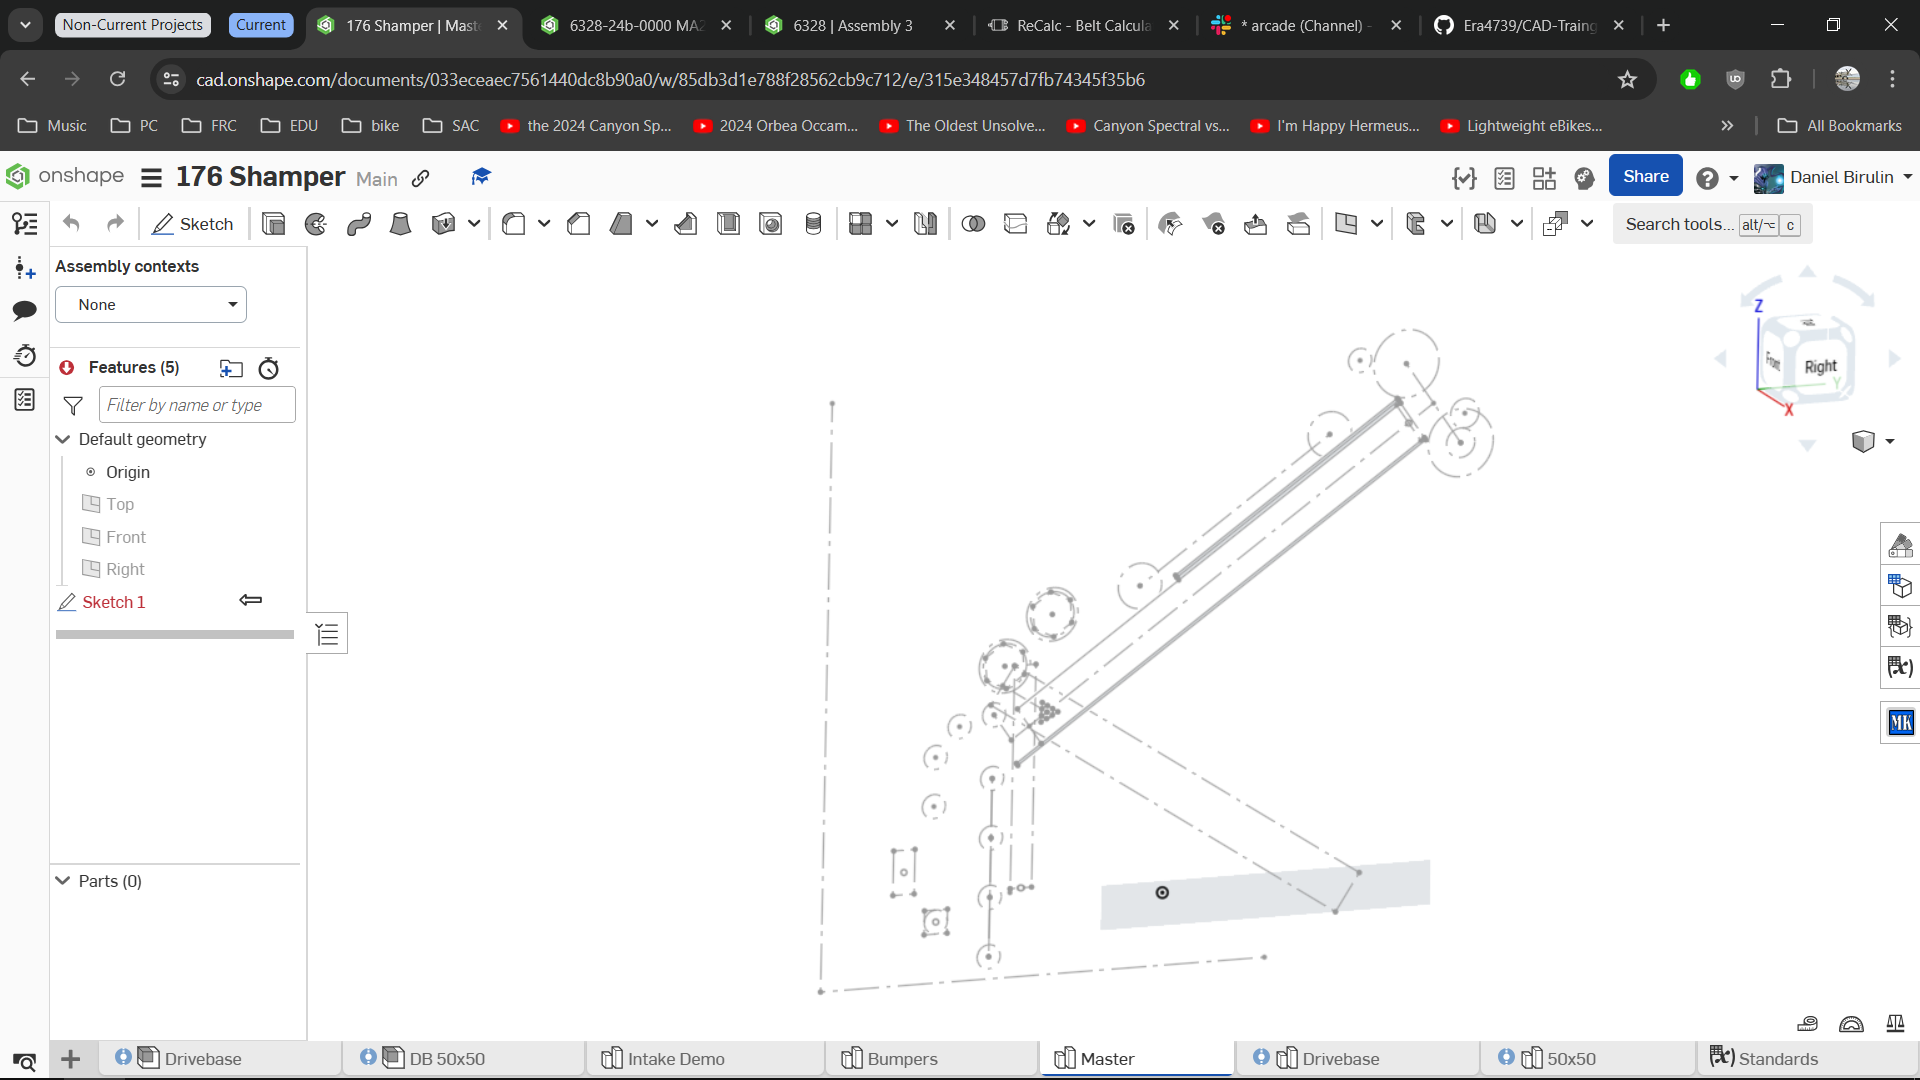 Non-Current Projects
Current
176 Shamper | Maste
6328-24b-0000 MA2
6328 | Assembly 3
ReCalc - Belt Calcula
* arcade (Channel) -
Era4739/CAD-Traing
cad.onshape.com/documents/033eceaec7561440dc8b90a0/w/85db3d1e788f28562cb9c712/e/315e348457d7fb74345f35b6
Music
PC
FRC
EDU
bike
SAC
the 2024 Canyon Sp...
2024 Orbea Occam...
The Oldest Unsolve...
Canyon Spectral vs...
I'm Happy Hermeus...
Lightweight eBikes...
All Bookmarks
onshape
176 Shamper
Main
Share
Daniel Birulin
Sketch
Search tools... alt/⌥ c
Assembly contexts
None
Features (5)
Filter by name or type
Default geometry
Origin
Top
Front
Right
Sketch 1
Parts (0)
Z
Front
Right
Y
X
MK
Drivebase
DB 50x50
Intake Demo
Bumpers
Master
Drivebase
50x50
Standards